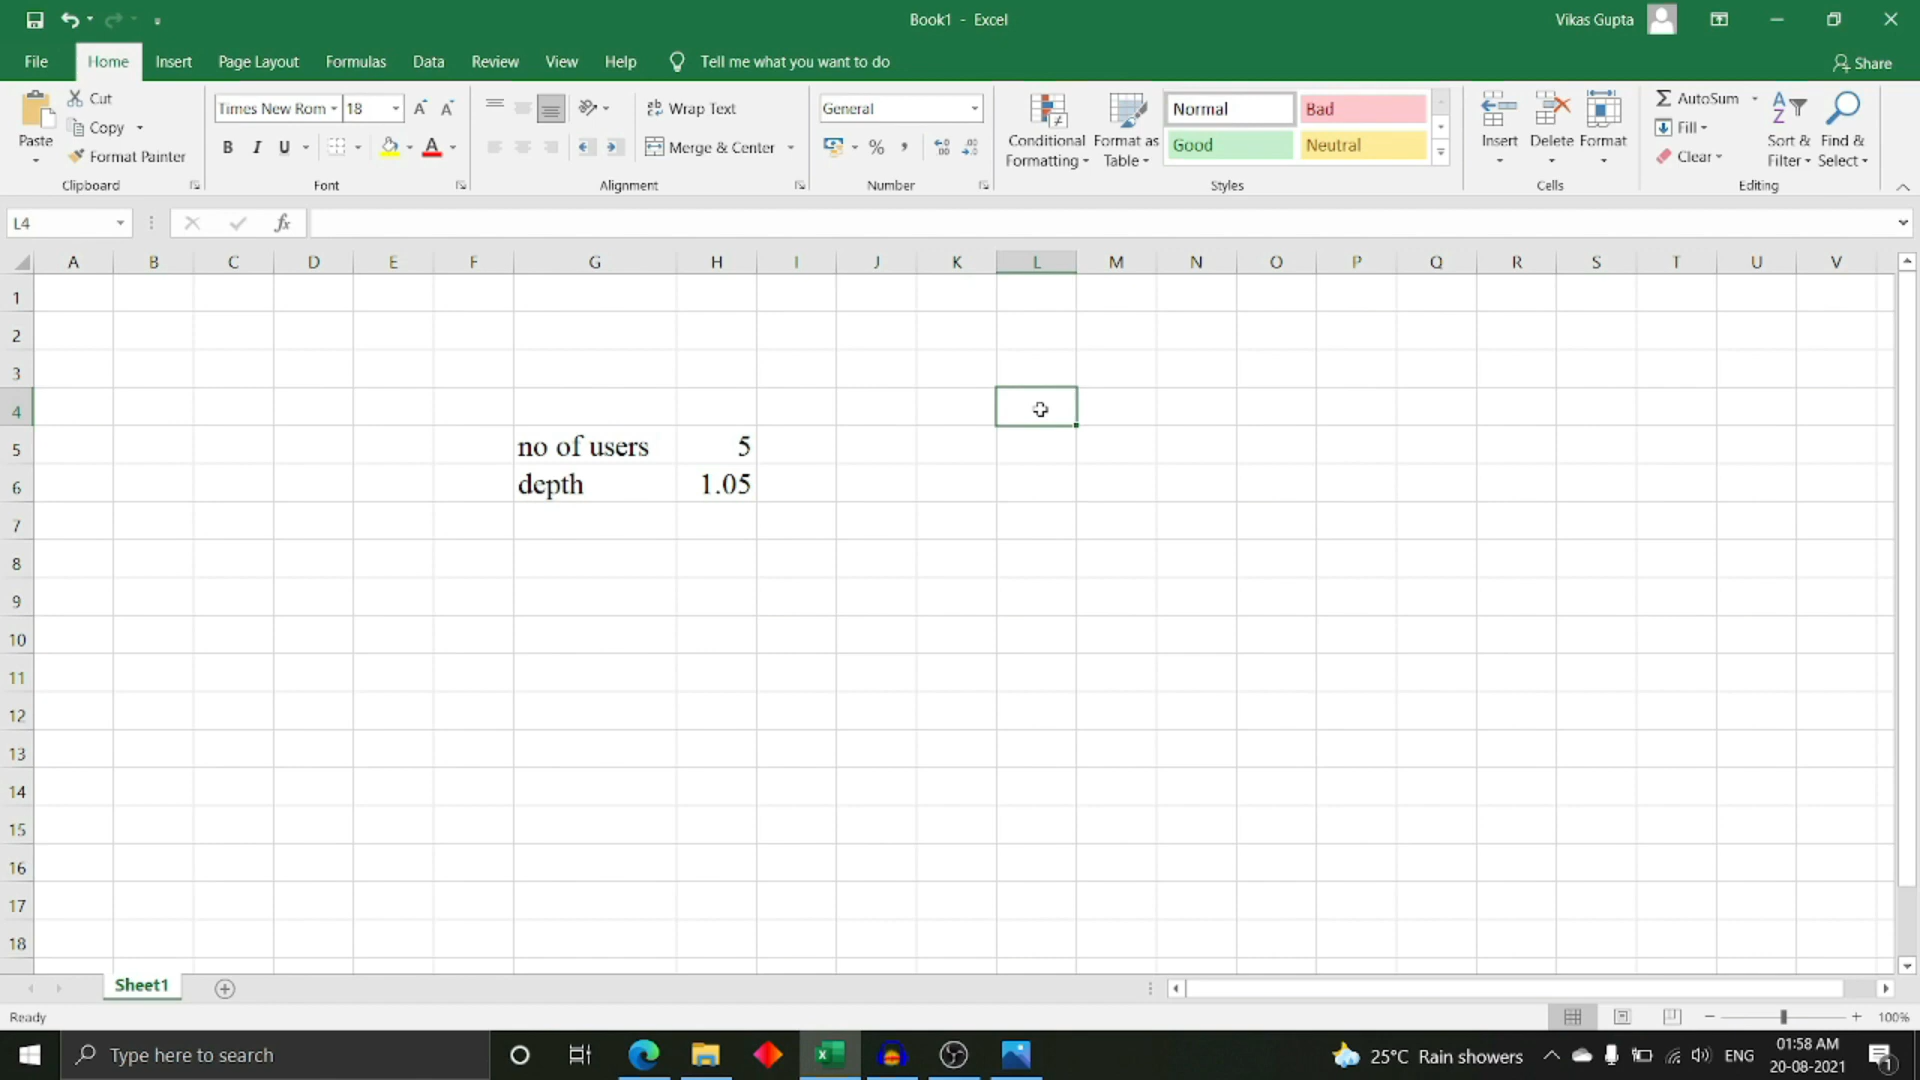 Book1 - Excel
Vikas Gupta
File Home Insert Page Layout Formulas Data Review View Help Tell me what you want to do
Share
Paste
Cut
Copy
Format Painter
Clipboard
Times New Rom 18
B I U
Font
Wrap Text
Merge & Center
Alignment
General
Number
Conditional Formatting
Format as Table
Normal Bad
Good Neutral
Styles
Insert Delete Format
Cells
AutoSum
Fill
Clear
Sort & Filter
Find & Select
Editing
L4
fx
A B C D E F G H I J K L M N O P Q R S T U V
1
2
3
4
5 no of users 5
6 depth 1.05
7
8
9
10
11
12
13
14
15
16
17
18
Sheet1
Ready
100%
Type here to search
25°C Rain showers
ENG
01:58 AM
20-08-2021
1